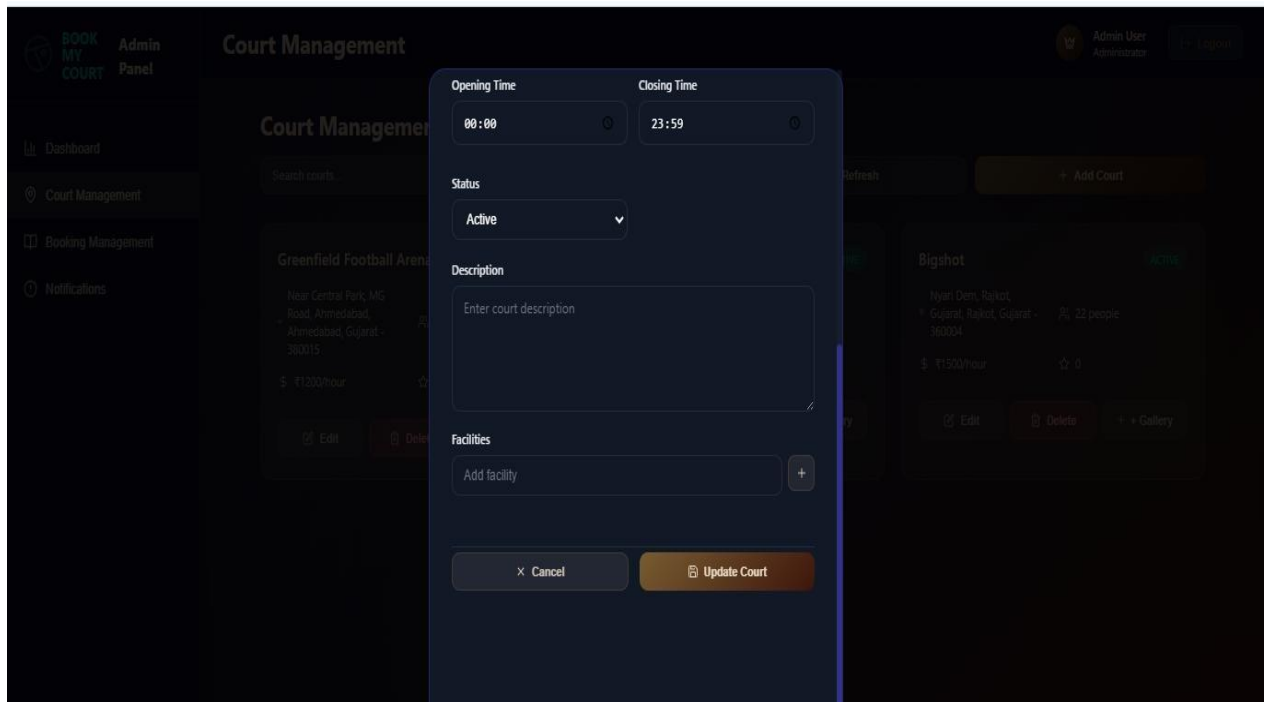 BOOK
MY
COURT
Admin
Panel
Court Management
Admin User
Administrator
Logout
Dashboard
Court Management
Booking Management
Notifications
Court Managemen
Search courts...
Refresh
+ Add Court
Greenfield Football Arena
Near Central Park, MG
Road, Ahmedabad,
Ahmedabad, Gujarat -
380015
$ ₹1200/hour
Edit
Delet
Bigshot
ACTIVE
Nyari Dem, Rajkot,
Gujarat, Rajkot, Gujarat -
360004
22 people
$ ₹1500/hour
0
Edit
Delete
+ + Gallery
Opening Time
Closing Time
00:00
23:59
Status
Active
Description
Enter court description
Facilities
Add facility
+
× Cancel
Update Court